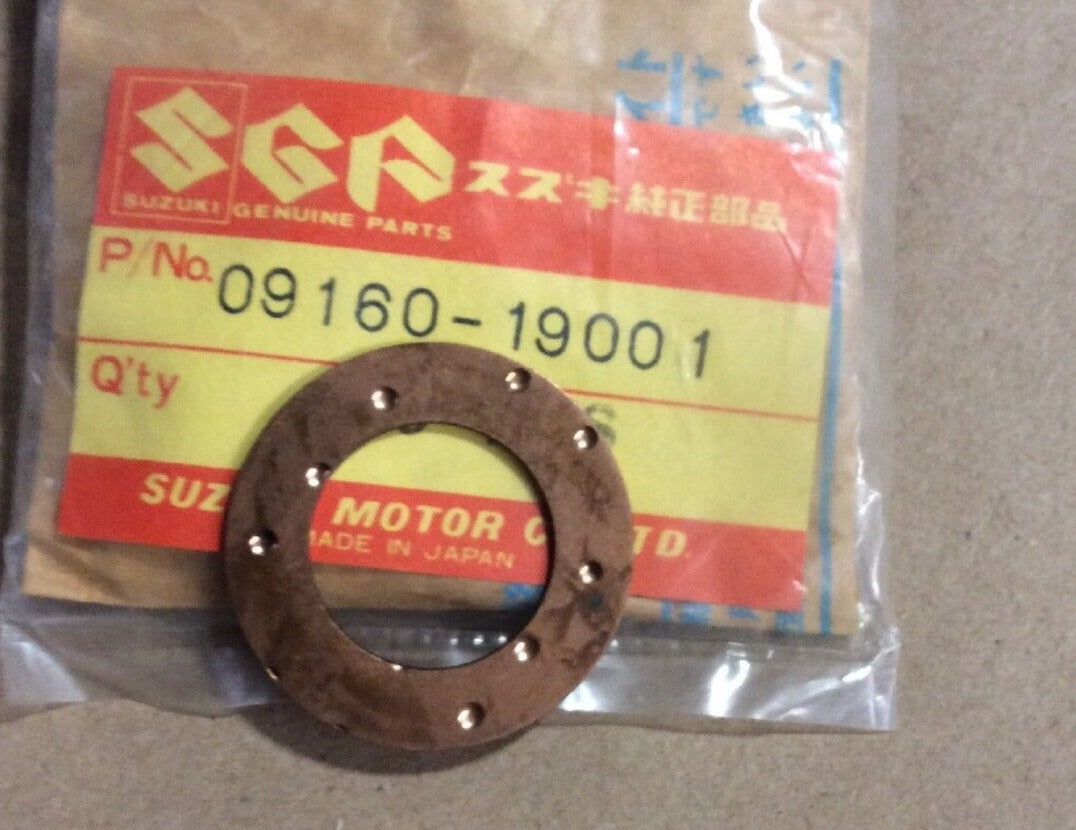 SGP スズキ純正部品
SUZUKI GENUINE PARTS
P/No. 09160-19001
Q'ty
MOTOR
MADE IN JAPAN